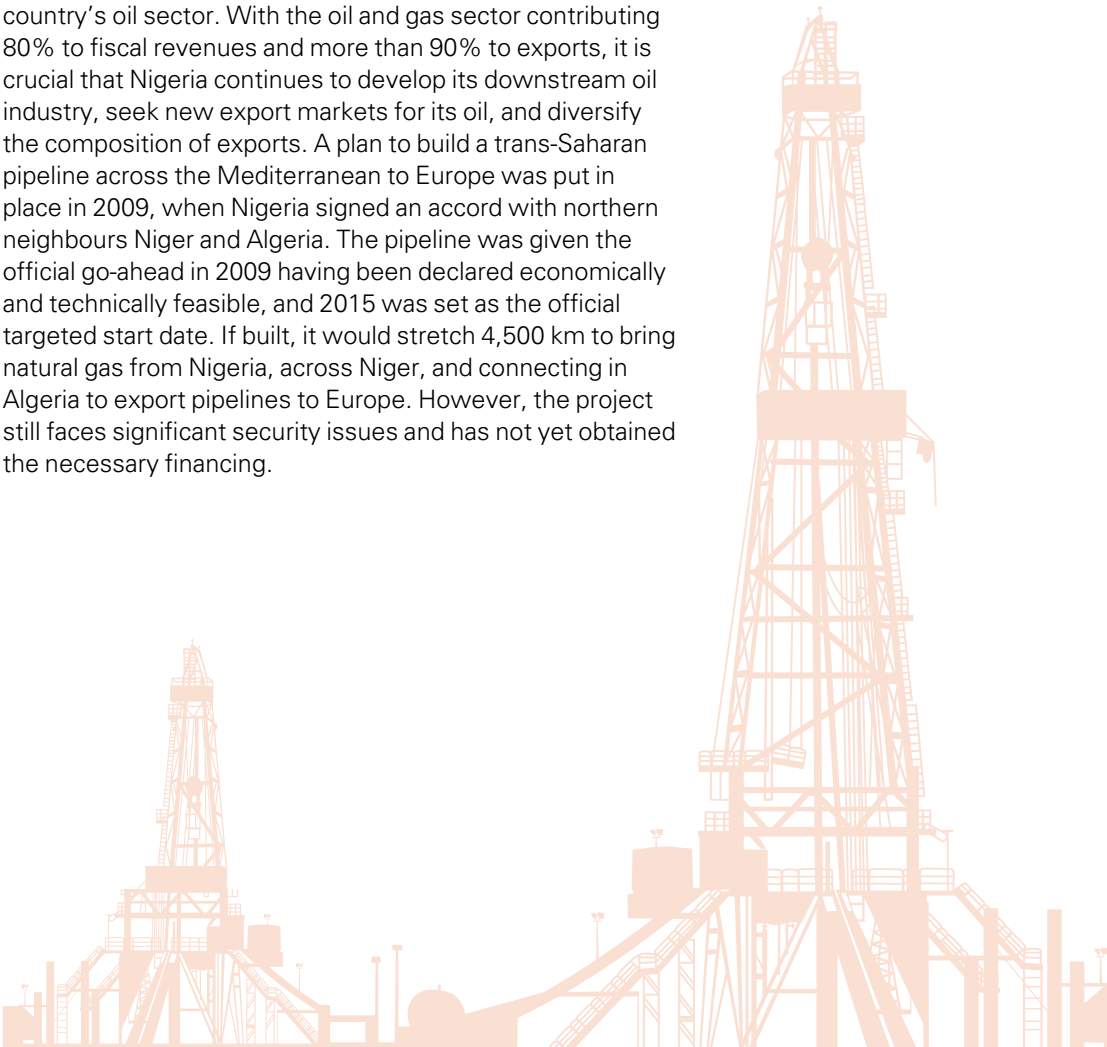 country’s oil sector. With the oil and gas sector contributing
80% to fiscal revenues and more than 90% to exports, it is
crucial that Nigeria continues to develop its downstream oil
industry, seek new export markets for its oil, and diversify
the composition of exports. A plan to build a trans-Saharan
pipeline across the Mediterranean to Europe was put in
place in 2009, when Nigeria signed an accord with northern
neighbours Niger and Algeria. The pipeline was given the
official go-ahead in 2009 having been declared economically
and technically feasible, and 2015 was set as the official
targeted start date. If built, it would stretch 4,500 km to bring
natural gas from Nigeria, across Niger, and connecting in
Algeria to export pipelines to Europe. However, the project
still faces significant security issues and has not yet obtained
the necessary financing.